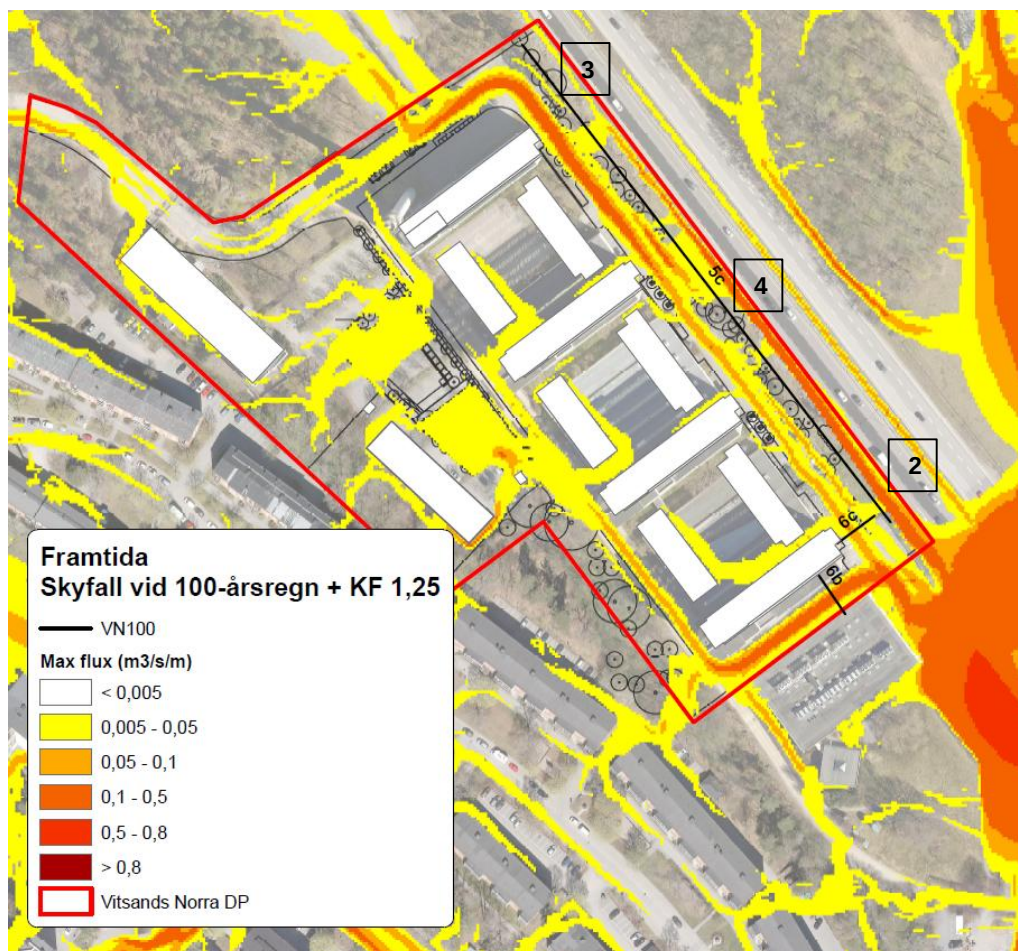 3
5c
4
2
6c
6b
Framtida
Skyfall vid 100-årsregn + KF 1,25
VN100
Max flux (m3/s/m)
< 0,005
0,005 - 0,05
0,05 - 0,1
0,1 - 0,5
0,5 - 0,8
> 0,8
Vitsands Norra DP